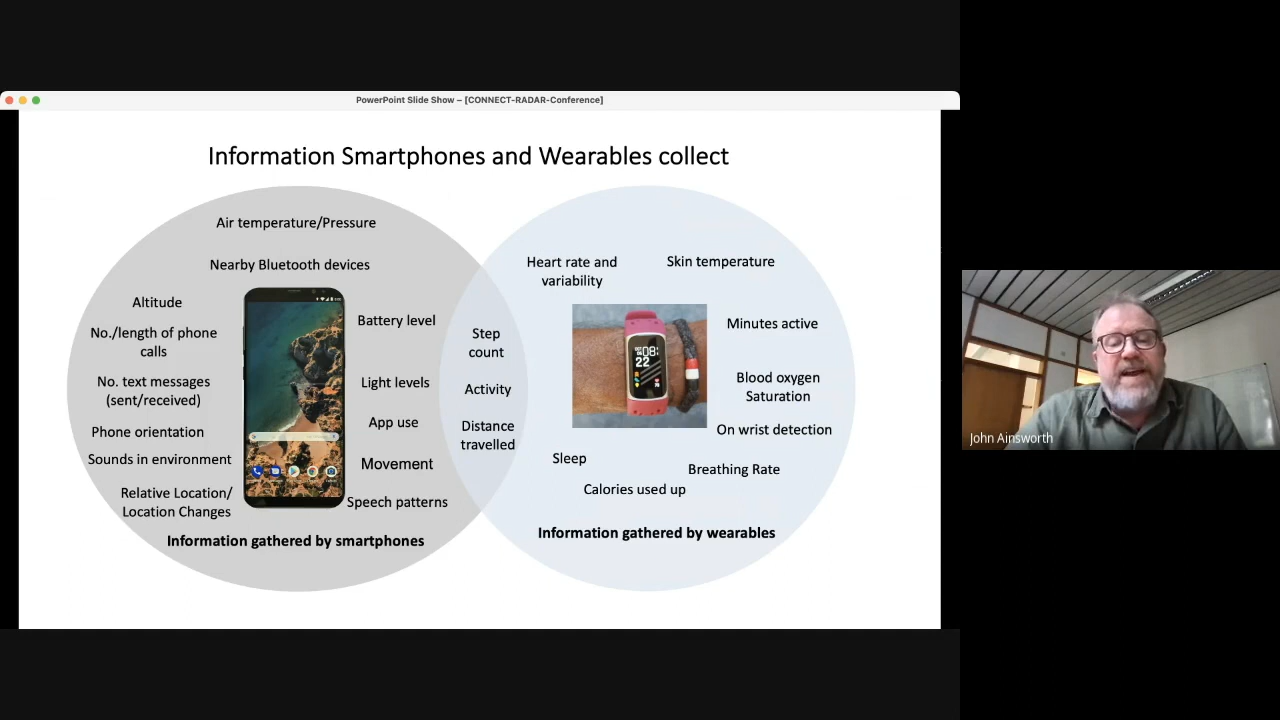 PowerPoint Slide Show – [CONNECT-RADAR-Conference]
Information Smartphones and Wearables collect
Air temperature/Pressure
Nearby Bluetooth devices
Altitude
No./length of phone
calls
No. text messages
(sent/received)
Phone orientation
Sounds in environment
Relative Location/
Location Changes
Battery level
Light levels
App use
Movement
Speech patterns
Information gathered by smartphones
Step
count
Activity
Distance
travelled
Heart rate and
variability
Skin temperature
Minutes active
08:
22
Blood oxygen
Saturation
On wrist detection
Sleep
Breathing Rate
Calories used up
Information gathered by wearables
John Ainsworth